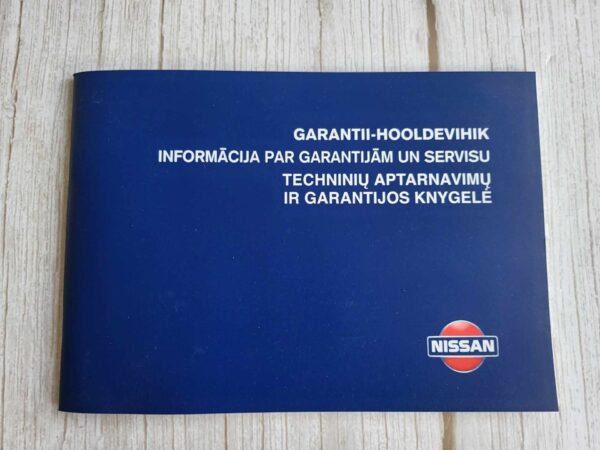 GARANTII-HOOLDEVIHIK
INFORMĀCIJA PAR GARANTIJĀM UN SERVISU
TECHNINIŲ APTARNAVIMŲ
IR GARANTIJOS KNYGELĖ
NISSAN